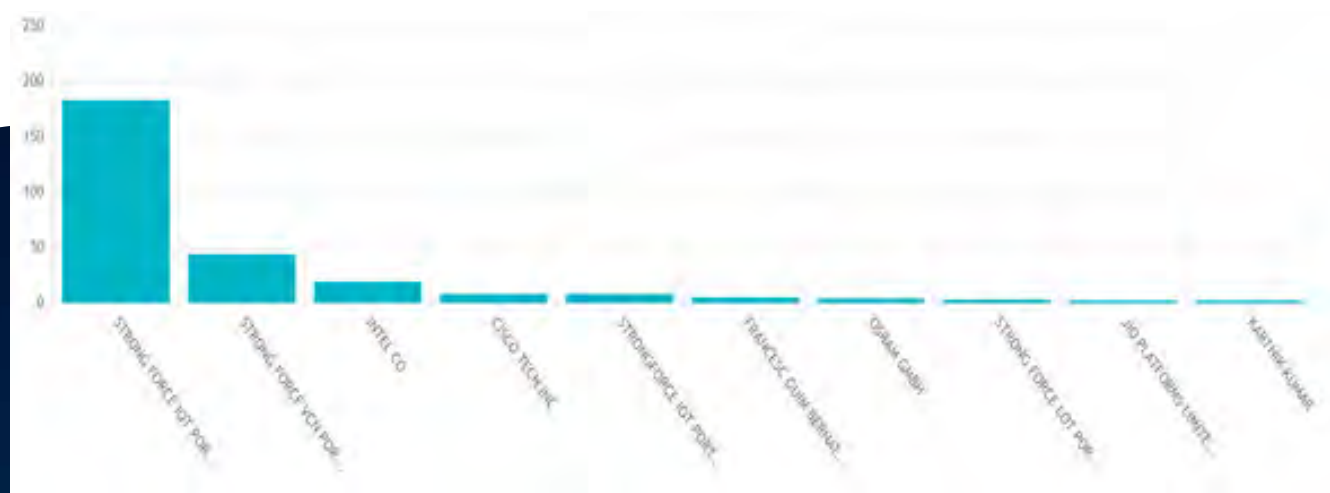 250
200
150
100
50
0
STRONG FORCE IOT POR...
STRONG FORCE VCN POR...
INTEL CO
CISCO TECH INC
STRONGFORCE IOT PORT...
FRANCESC GUIM BERNAT...
OSRAM GMBH
STRONG FORCE LOT POR...
JIO PLATFORMS LIMITE...
KARTHIK KUMAR